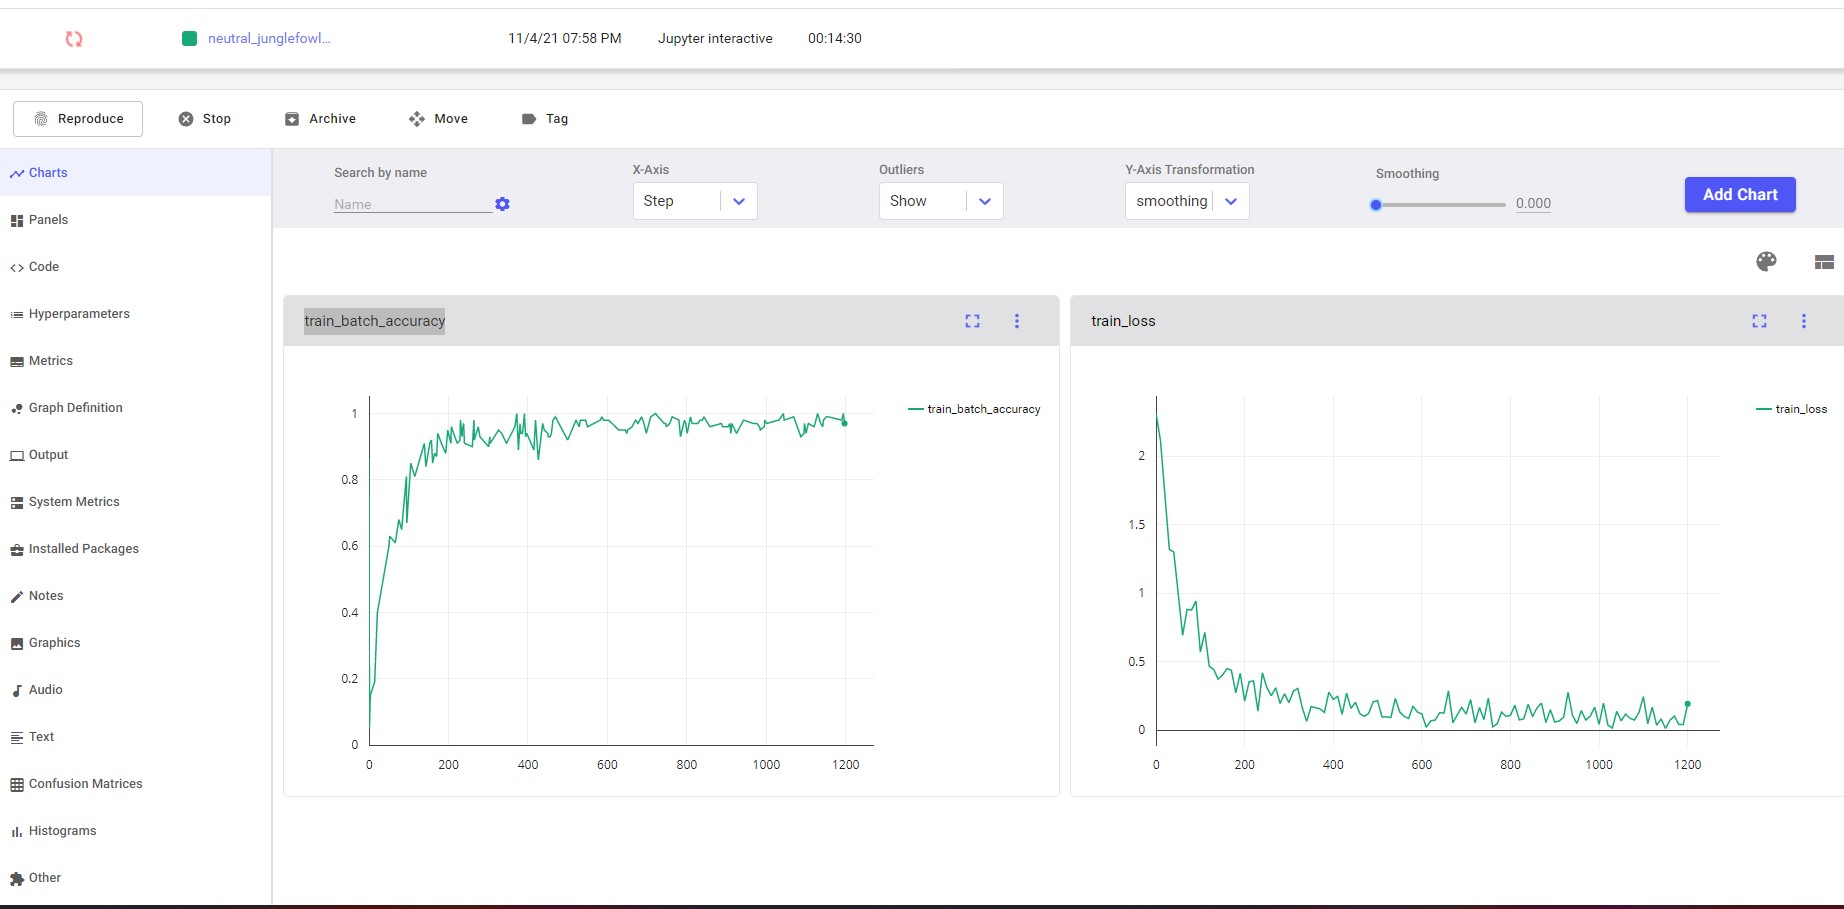 neutral_junglefowl... 11/4/21 07:58 PM Jupyter interactive 00:14:30
Reproduce Stop Archive Move Tag
Charts
Panels
Code
Hyperparameters
Metrics
Graph Definition
Output
System Metrics
Installed Packages
Notes
Graphics
Audio
Text
Confusion Matrices
Histograms
Other
Search by name X-Axis Outliers Y-Axis Transformation Smoothing
Name Step Show smoothing 0.000 Add Chart
train_batch_accuracy
train_batch_accuracy
1
0.8
0.6
0.4
0.2
0
0 200 400 600 800 1000 1200
train_loss
train_loss
2
1.5
1
0.5
0
0 200 400 600 800 1000 1200